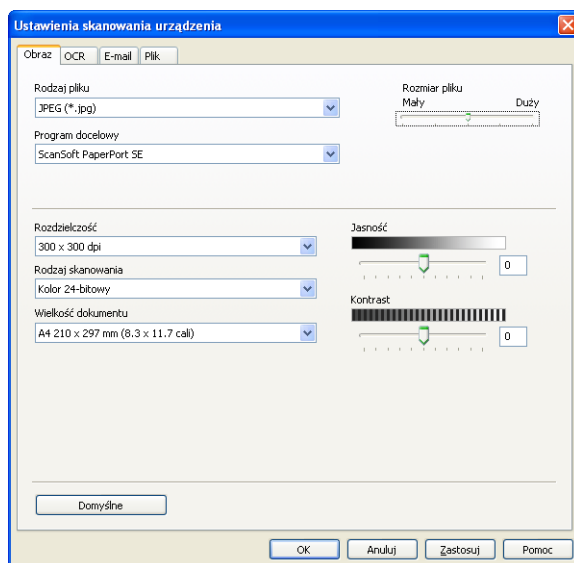 Ustawienia skanowania urządzenia
Obraz OCR E-mail Plik
Rodzaj pliku
JPEG (*.jpg)
Rozmiar pliku
Mały Duży
Program docelowy
ScanSoft PaperPort SE
Rozdzielczość
300 x 300 dpi
Rodzaj skanowania
Kolor 24-bitowy
Wielkość dokumentu
A4 210 x 297 mm (8.3 x 11.7 cali)
Jasność
0
Kontrast
0
Domyślne
OK Anuluj Zastosuj Pomoc